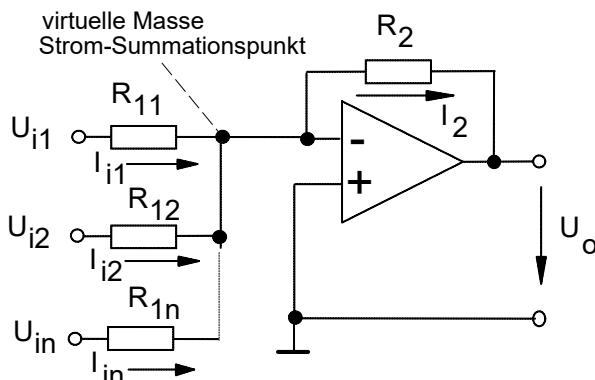 virtuelle Masse
Strom-Summationspunkt
R2
R11
I2
Ui1
-
Ii1
+
R12
Ui2
Uo
Ii2
R1n
Uin
Iin